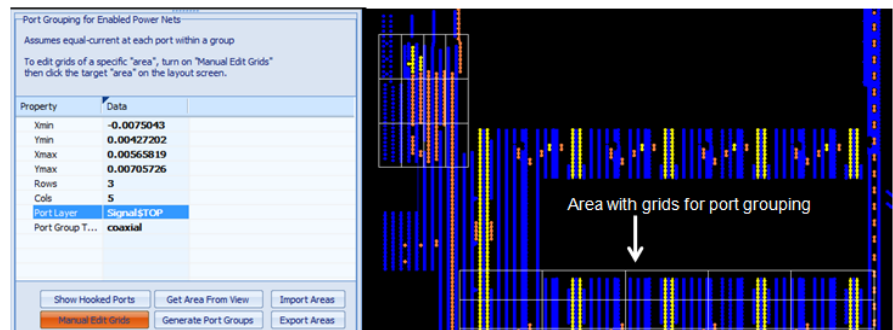 Port Grouping for Enabled Power Nets
Assumes equal-current at each port within a group
To edit grids of a specific "area", turn on "Manual Edit Grids"
then click the target "area" on the layout screen.
Property Data
Xmin -0.0075043
Ymin 0.00427202
Xmax 0.00565819
Ymax 0.00705726
Rows 3
Cols 5
Port Layer Signal$TOP
Port Group T... coaxial
Show Hooked Ports Get Area From View Import Areas
Manual Edit Grids Generate Port Groups Export Areas
Area with grids for port grouping